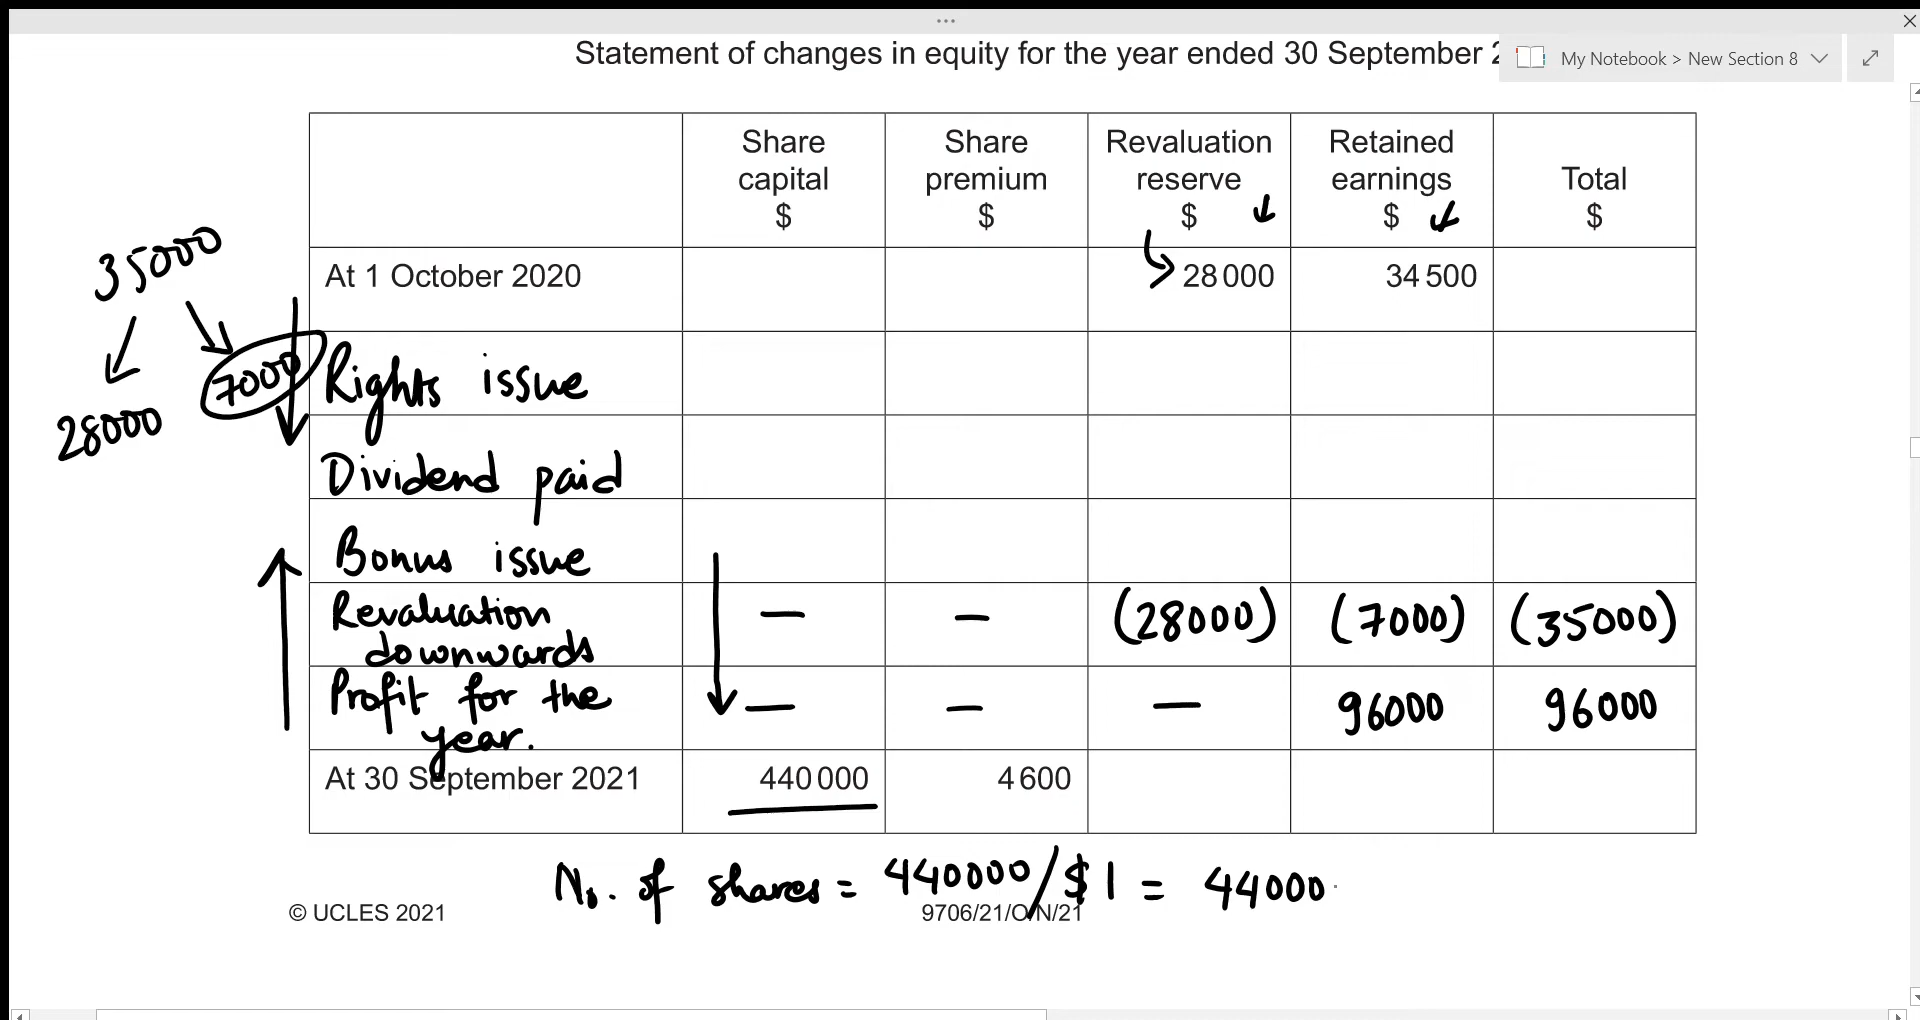 Statement of changes in equity for the year ended 30 September 2
My Notebook > New Section 8
Share capital $ Share premium $ Revaluation reserve $ Retained earnings $ Total $
35000
28000
7000
At 1 October 2020 28 000 34 500
Rights issue
Dividend paid
Bonus issue
Revaluation downwards — — (28000) (7000) (35000)
Profit for the year. — — — 96000 96000
At 30 September 2021 440 000 4 600
No. of shares = 440000/$1 = 44000
© UCLES 2021 9706/21/O/N/21